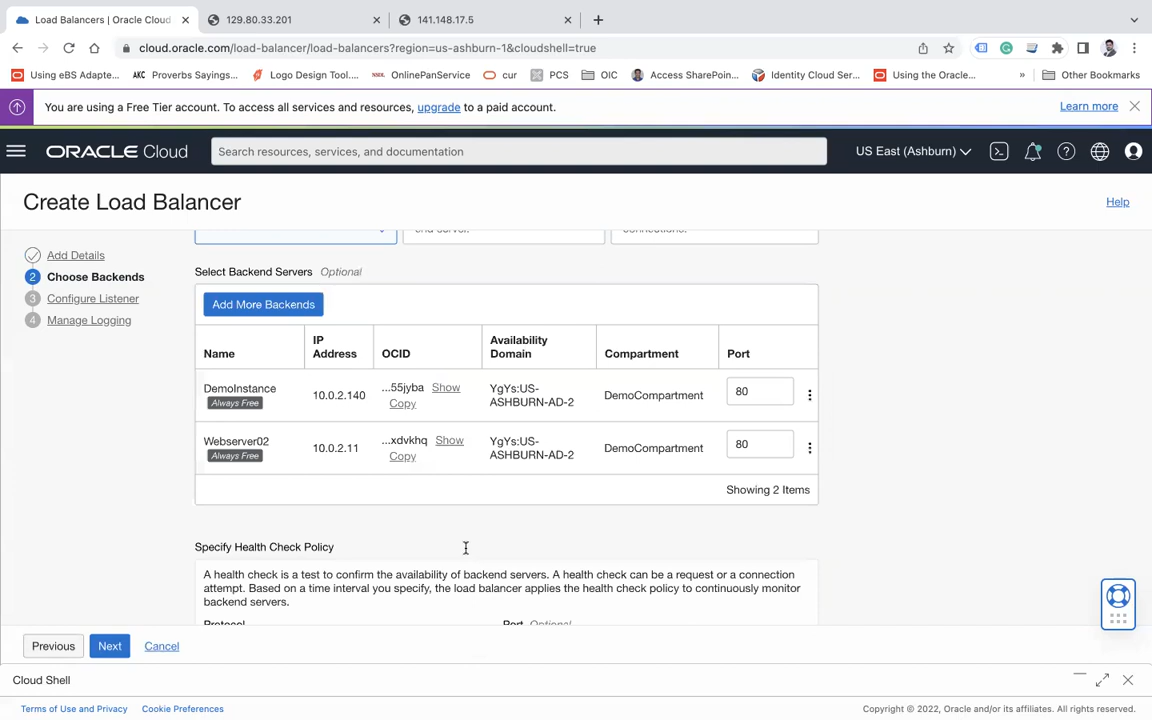 Load Balancers | Oracle Cloud
129.80.33.201
141.148.17.5
cloud.oracle.com/load-balancer/load-balancers?region=us-ashburn-1&cloudshell=true
Using eBS Adapte...
AKC Proverbs Sayings...
Logo Design Tool....
OnlinePanService
cur
PCS
OIC
Access SharePoin...
Identity Cloud Ser...
Using the Oracle...
»
Other Bookmarks
You are using a Free Tier account. To access all services and resources, upgrade to a paid account.
Learn more
ORACLE Cloud
Search resources, services, and documentation
US East (Ashburn)
Create Load Balancer
Help
Add Details
2 Choose Backends
3 Configure Listener
4 Manage Logging
end server.
connections.
Select Backend Servers Optional
Add More Backends
Name IP Address OCID Availability Domain Compartment Port
DemoInstance Always Free 10.0.2.140 ...55jyba Show Copy YgYs:US-ASHBURN-AD-2 DemoCompartment 80
Webserver02 Always Free 10.0.2.11 ...xdvkhq Show Copy YgYs:US-ASHBURN-AD-2 DemoCompartment 80
Showing 2 Items
Specify Health Check Policy
A health check is a test to confirm the availability of backend servers. A health check can be a request or a connection
attempt. Based on a time interval you specify, the load balancer applies the health check policy to continuously monitor
backend servers.
Protocol
Port Optional
Previous
Next
Cancel
Cloud Shell
Terms of Use and Privacy
Cookie Preferences
Copyright © 2022, Oracle and/or its affiliates. All rights reserved.